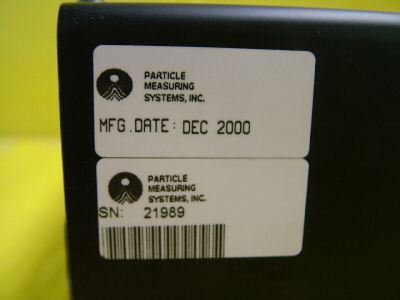 PARTICLE
MEASURING
SYSTEMS, INC.
MFG.DATE: DEC 2000
PARTICLE
MEASURING
SYSTEMS, INC.
SN: 21989